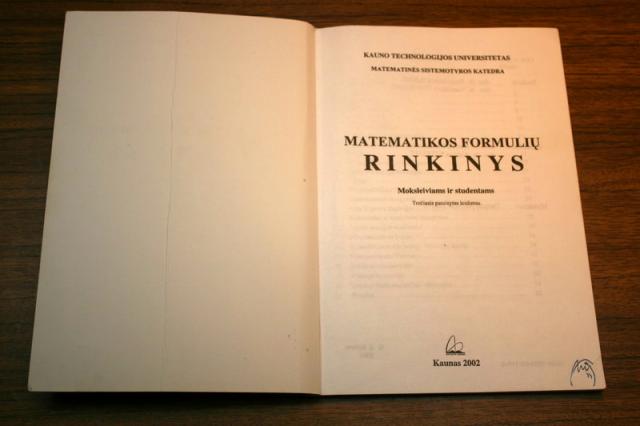 KAUNO TECHNOLOGIJOS UNIVERSITETAS
MATEMATINĖS SISTEMOTYROS KATEDRA
MATEMATIKOS FORMULIŲ
RINKINYS
Moksleiviams ir studentams
Trečiasis pataisytas leidimas
Kaunas 2002